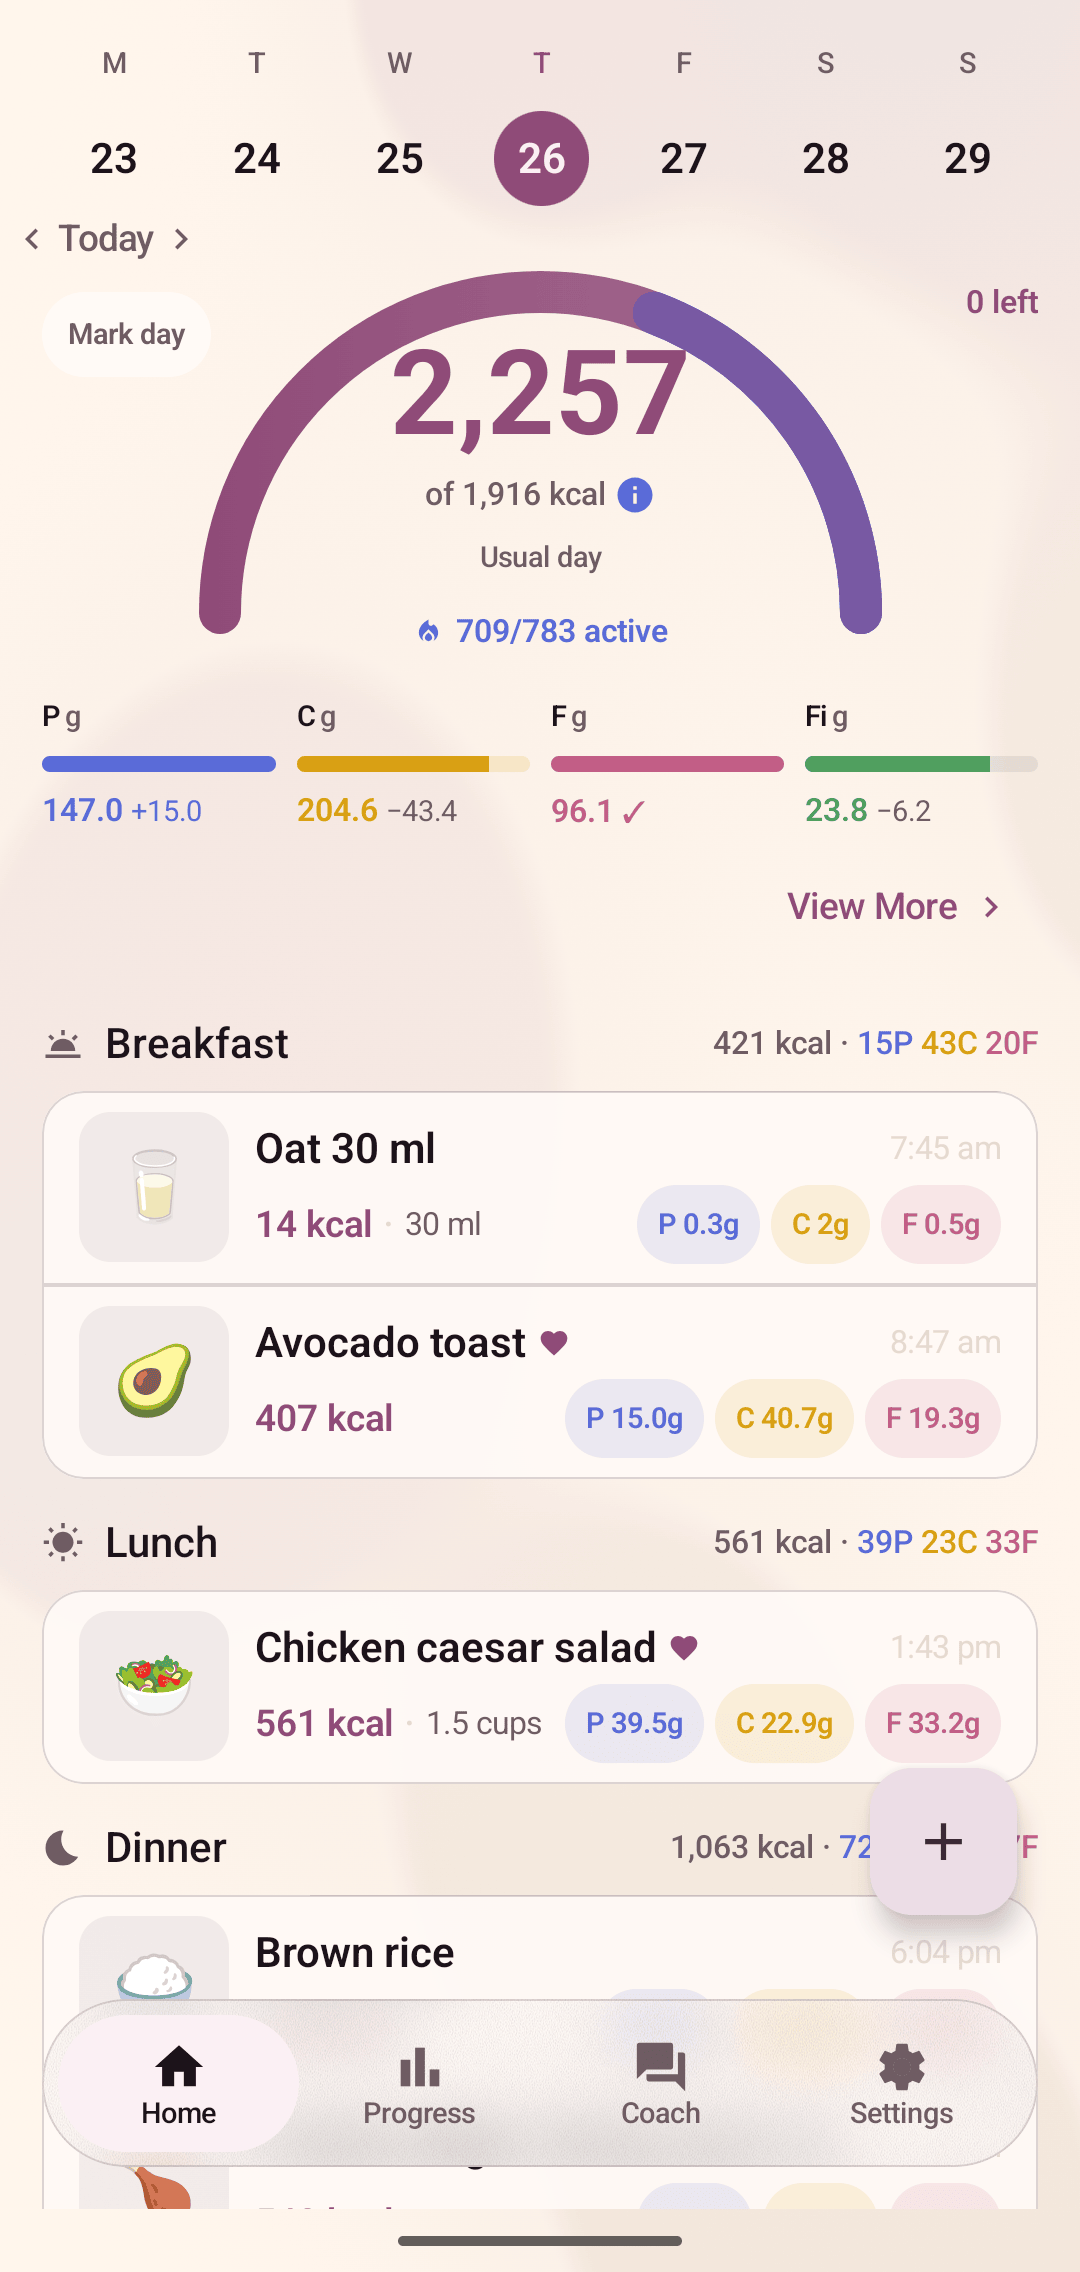 M T W T F S S
23 24 25 26 27 28 29
Today
Mark day
0 left
2,257
of 1,916 kcal
Usual day
709/783 active
P g C g F g Fi g
147.0 +15.0 204.6 −43.4 96.1 ✓ 23.8 −6.2
View More
Breakfast 421 kcal · 15P 43C 20F
Oat 30 ml 7:45 am
14 kcal · 30 ml P 0.3g C 2g F 0.5g
Avocado toast 8:47 am
407 kcal P 15.0g C 40.7g F 19.3g
Lunch 561 kcal · 39P 23C 33F
Chicken caesar salad 1:43 pm
561 kcal · 1.5 cups P 39.5g C 22.9g F 33.2g
Dinner 1,063 kcal ·
Brown rice 6:04 pm
Home Progress Coach Settings